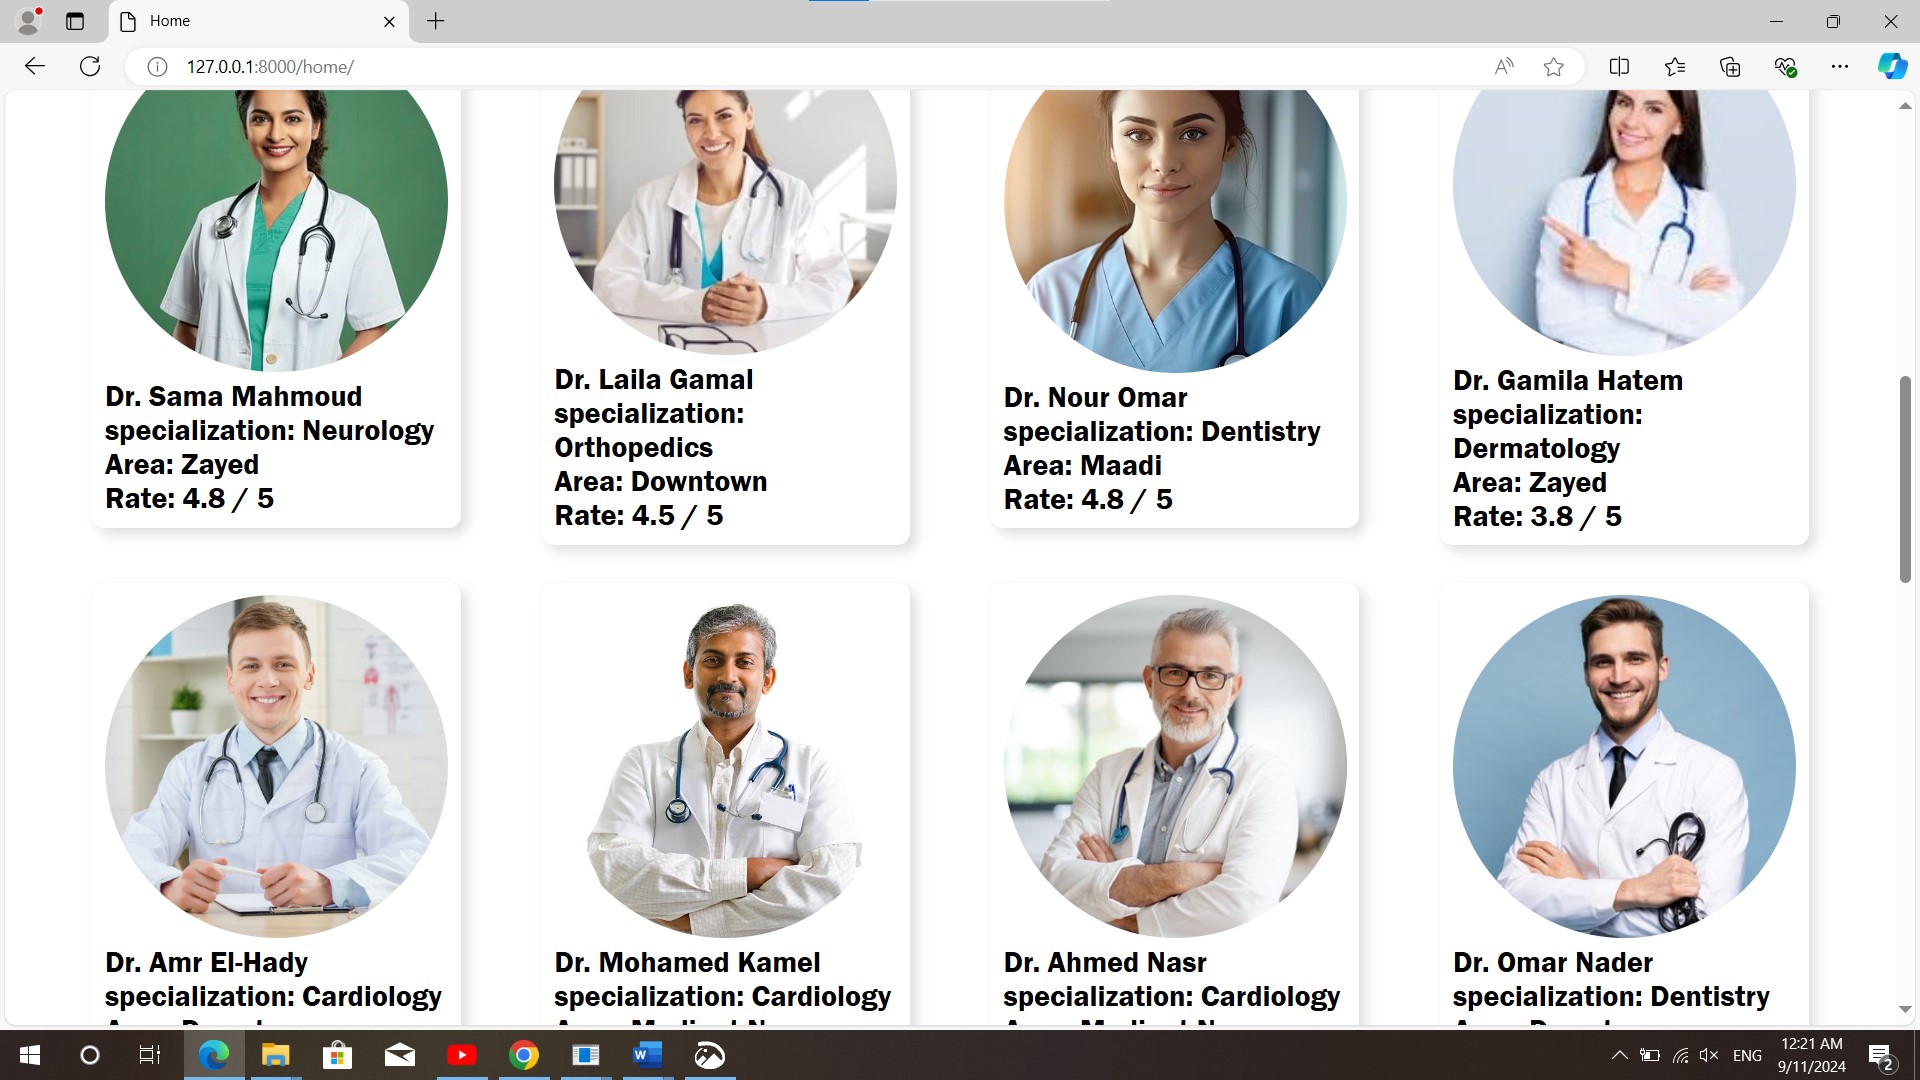 Home
127.0.0.1:8000/home/
Dr. Sama Mahmoud
specialization: Neurology
Area: Zayed
Rate: 4.8 / 5
Dr. Laila Gamal
specialization:
Orthopedics
Area: Downtown
Rate: 4.5 / 5
Dr. Nour Omar
specialization: Dentistry
Area: Maadi
Rate: 4.8 / 5
Dr. Gamila Hatem
specialization:
Dermatology
Area: Zayed
Rate: 3.8 / 5
Dr. Amr El-Hady
specialization: Cardiology
Dr. Mohamed Kamel
specialization: Cardiology
Dr. Ahmed Nasr
specialization: Cardiology
Dr. Omar Nader
specialization: Dentistry
ENG
12:21 AM
9/11/2024
2